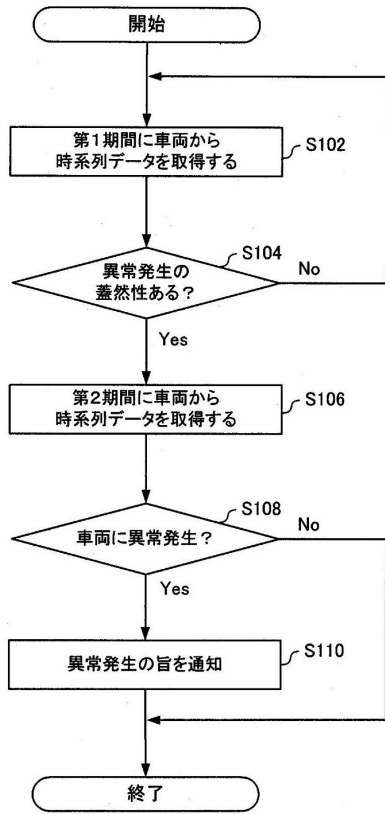 開始
第1期間に車両から
時系列データを取得する
S102
異常発生の
蓋然性ある?
S104
No
Yes
第2期間に車両から
時系列データを取得する
S106
車両に異常発生?
S108
No
Yes
異常発生の旨を通知
S110
終了